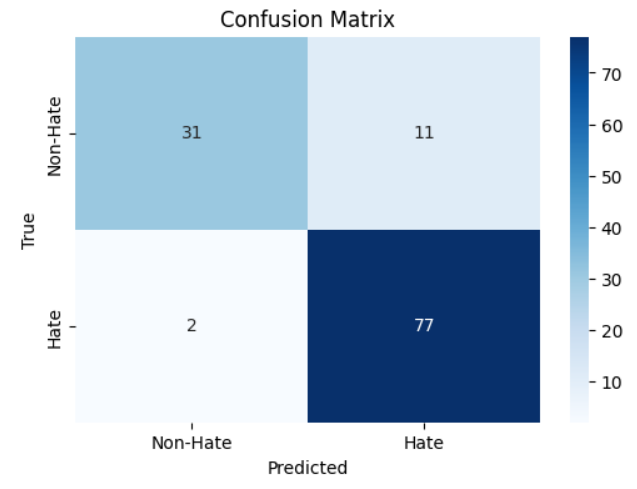 Confusion Matrix
Non-Hate
31
11
70
60
50
40
30
20
10
True
Hate
2
77
Non-Hate
Hate
Predicted